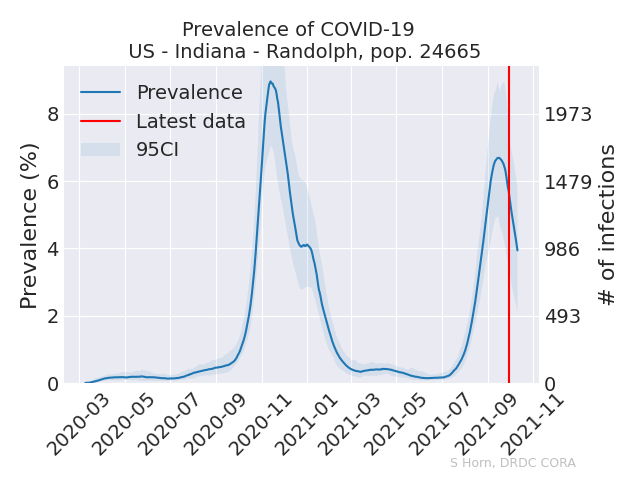 Prevalence of COVID-19
US - Indiana - Randolph, pop. 24665
Prevalence
Latest data
95CI
Prevalence (%)
8
6
4
2
0
1973
1479
986
493
0
# of infections
2020-03
2020-05
2020-07
2020-09
2020-11
2021-01
2021-03
2021-05
2021-07
2021-09
2021-11
S Horn, DRDC CORA